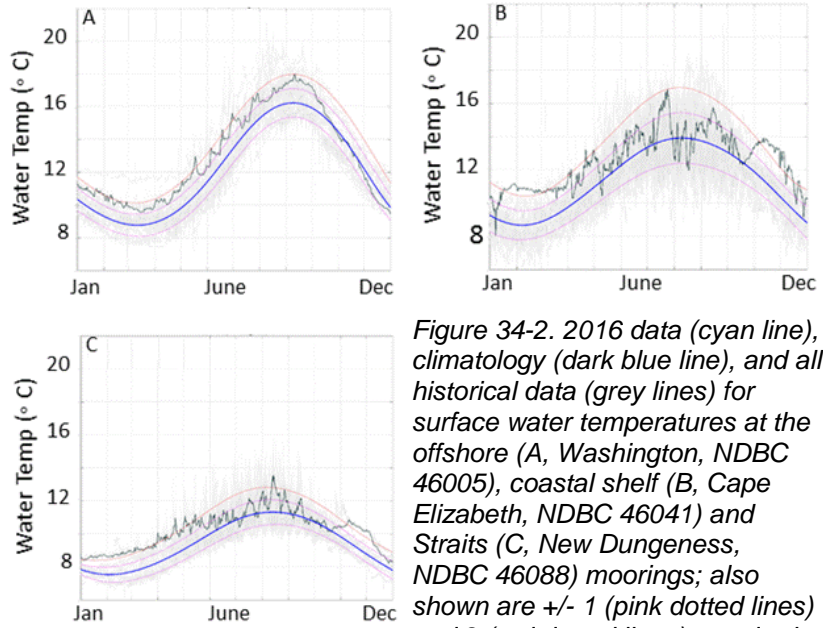 A
20
16
12
8
Water Temp (° C)
Jan
June
Dec
B
20
16
12
8
Water Temp (° C)
Jan
June
Dec
C
20
16
12
8
Water Temp (° C)
Jan
June
Dec
Figure 34-2. 2016 data (cyan line),
climatology (dark blue line), and all
historical data (grey lines) for
surface water temperatures at the
offshore (A, Washington, NDBC
46005), coastal shelf (B, Cape
Elizabeth, NDBC 46041) and
Straits (C, New Dungeness,
NDBC 46088) moorings; also
shown are +/- 1 (pink dotted lines)